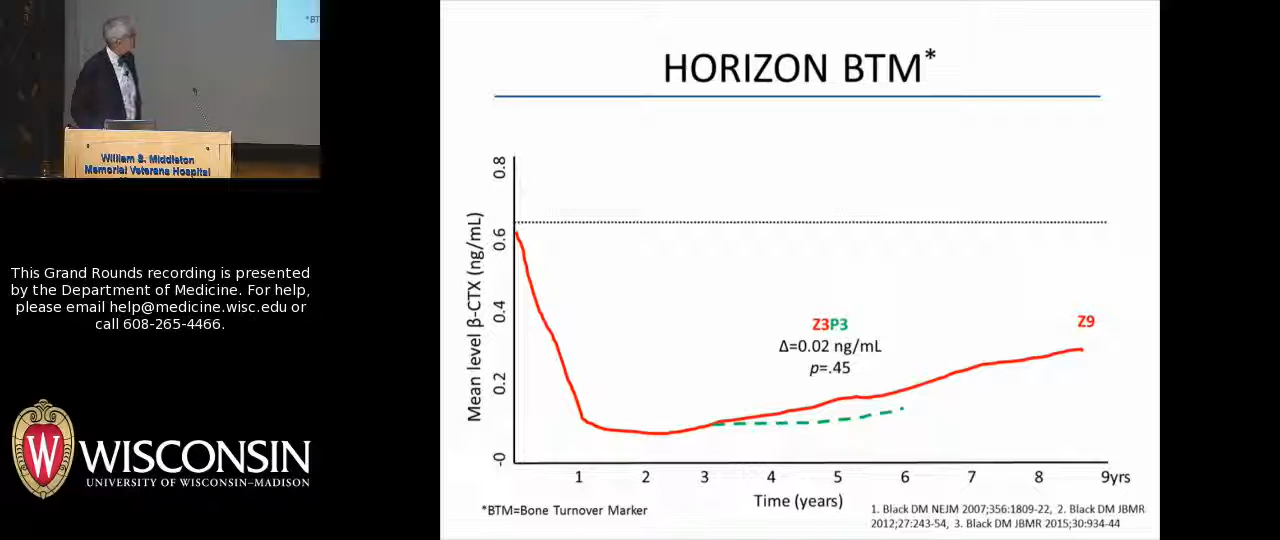 *BT
William S. Middleton
Memorial Veterans Hospital
This Grand Rounds recording is presented
by the Department of Medicine. For help,
please email help@medicine.wisc.edu or
call 608-265-4466.
WISCONSIN
UNIVERSITY OF WISCONSIN–MADISON
HORIZON BTM*
Mean level β-CTX (ng/mL)
0.8
0.6
0.4
0.2
-0
Z3P3
Δ=0.02 ng/mL
p=.45
Z9
1 2 3 4 5 6 7 8 9yrs
Time (years)
*BTM=Bone Turnover Marker
1. Black DM NEJM 2007;356:1809-22, 2. Black DM JBMR
2012;27:243-54, 3. Black DM JBMR 2015;30:934-44